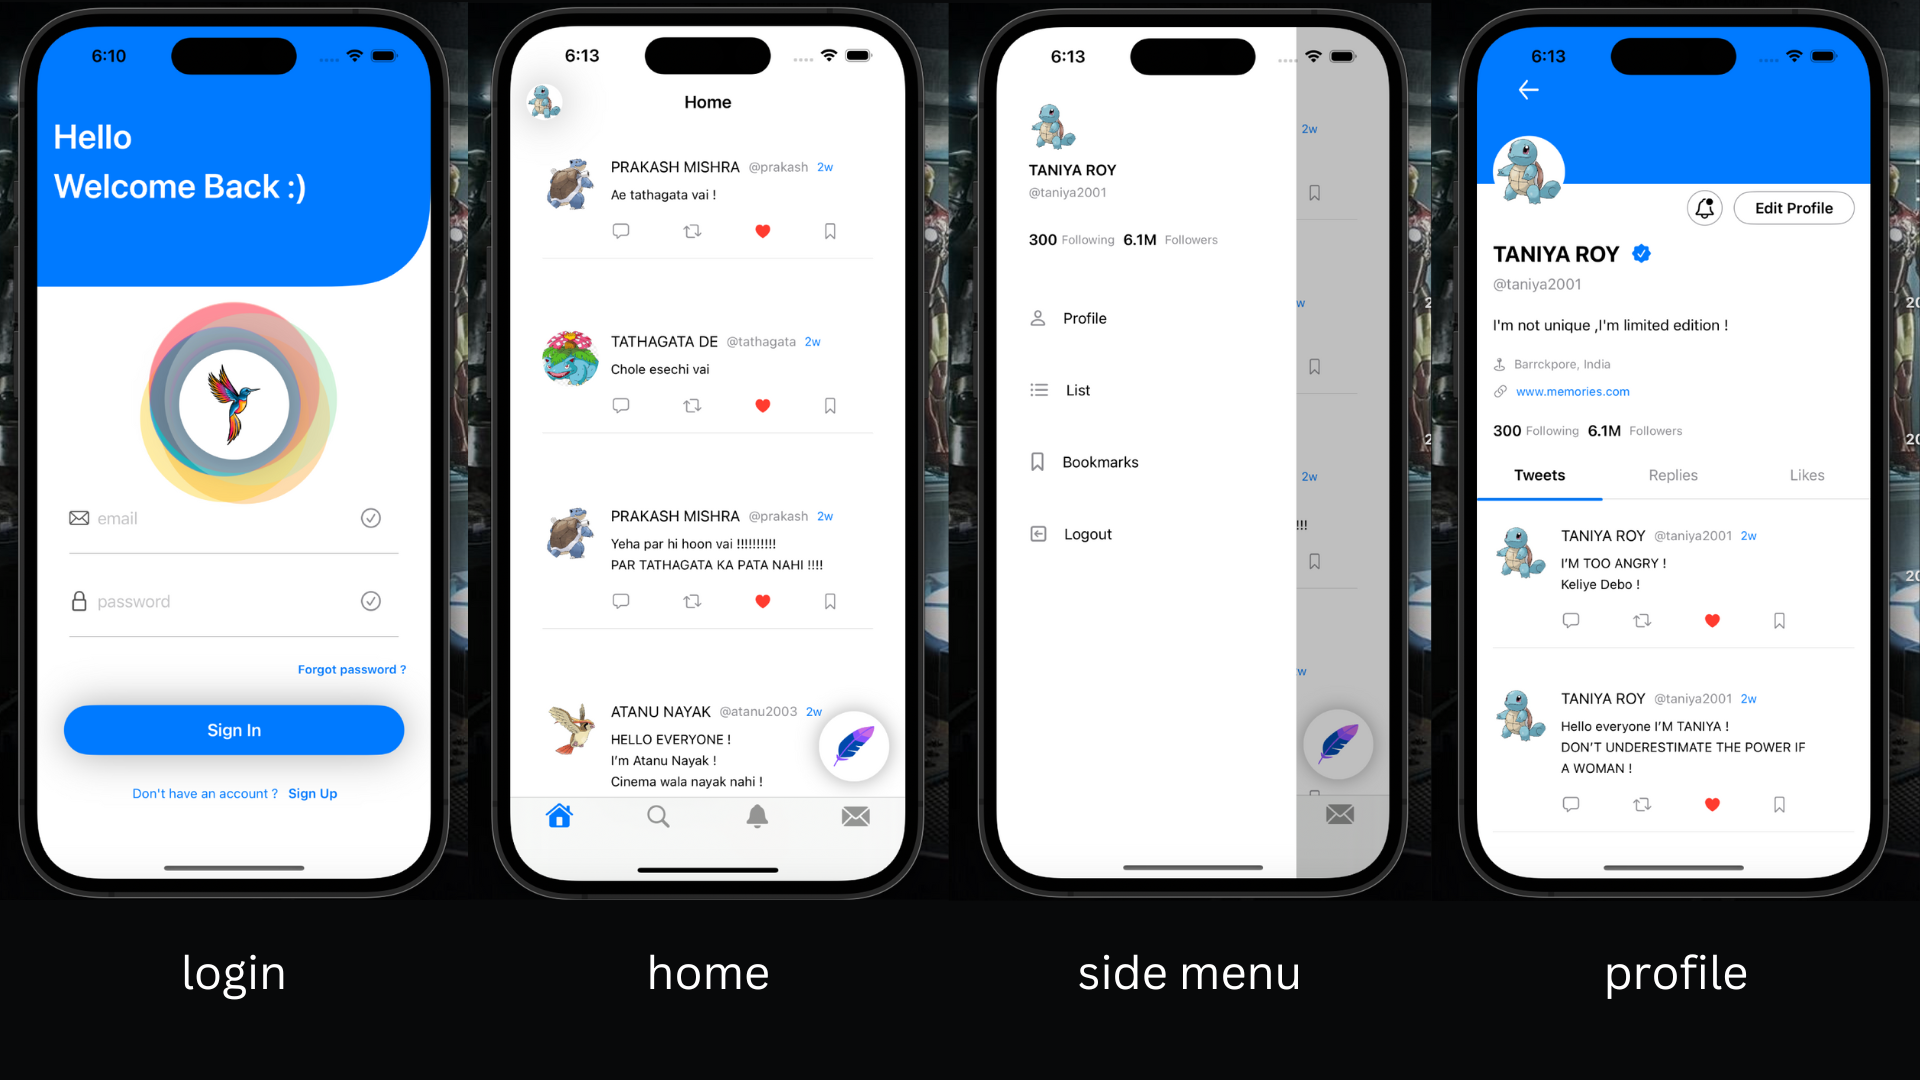 6:10
Hello
Welcome Back :)
email
password
Forgot password ?
Sign In
Don't have an account ? Sign Up
login
6:13
Home
PRAKASH MISHRA @prakash 2w
Ae tathagata vai !
TATHAGATA DE @tathagata 2w
Chole esechi vai
PRAKASH MISHRA @prakash 2w
Yeha par hi hoon vai !!!!!!!!!!
PAR TATHAGATA KA PATA NAHI !!!!
ATANU NAYAK @atanu2003 2w
HELLO EVERYONE !
I'm Atanu Nayak !
Cinema wala nayak nahi !
home
6:13
TANIYA ROY
@taniya2001
300 Following 6.1M Followers
Profile
List
Bookmarks
Logout
2w
w
2w
!!!
w
side menu
6:13
Edit Profile
TANIYA ROY
@taniya2001
I'm not unique ,I'm limited edition !
Barrckpore, India
www.memories.com
300 Following 6.1M Followers
Tweets Replies Likes
TANIYA ROY @taniya2001 2w
I'M TOO ANGRY !
Keliye Debo !
TANIYA ROY @taniya2001 2w
Hello everyone I'M TANIYA !
DON'T UNDERESTIMATE THE POWER IF
A WOMAN !
profile